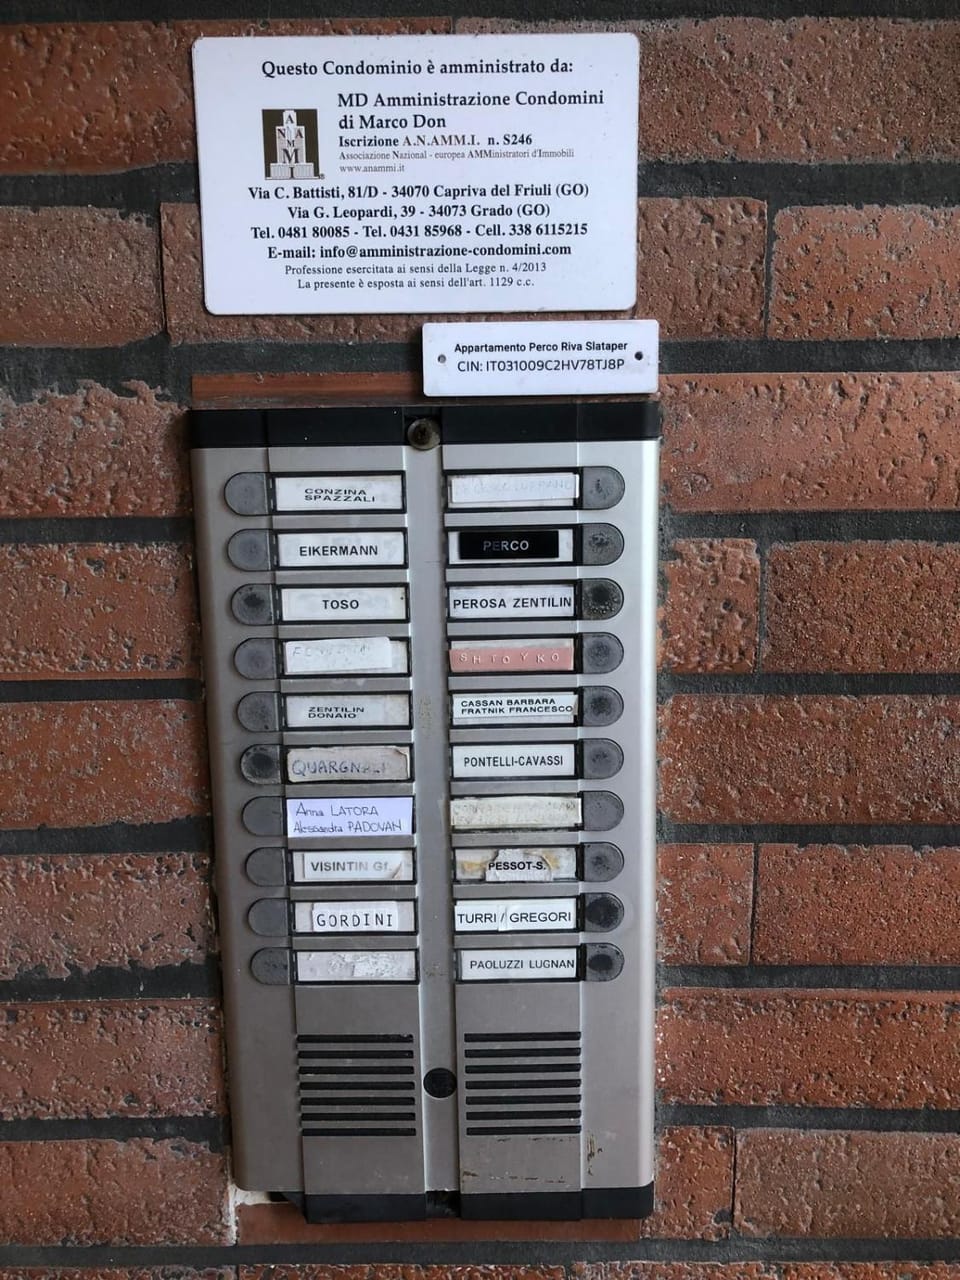 Questo Condominio è amministrato da:
MD Amministrazione Condomini
di Marco Don
Iscrizione A.N.AMM.I. n. S246
Associazione Nazional - europea AMMinistratori d'Immobili
www.anammi.it
A
N A
A M
M
I
Via C. Battisti, 81/D - 34070 Capriva del Friuli (GO)
Via G. Leopardi, 39 - 34073 Grado (GO)
Tel. 0481 80085 - Tel. 0431 85968 - Cell. 338 6115215
E-mail: info@amministrazione-condomini.com
Professione esercitata ai sensi della Legge n. 4/2013
La presente è esposta ai sensi dell'art. 1129 c.c.
Appartamento Perco Riva Slataper
CIN: IT031009C2HV78TJ8P
CONZINA
SPAZZALI
EIKERMANN
PERCO
TOSO
PEROSA ZENTILIN
SHTOYKO
ZENTILIN
DONAIO
CASSAN BARBARA
FRATNIK FRANCESCO
PONTELLI-CAVASSI
Anna LATORA
Alessandra PADOVAN
VISINTIN GI.
PESSOT-S.
GORDINI
TURRI / GREGORI
PAOLUZZI LUGNAN